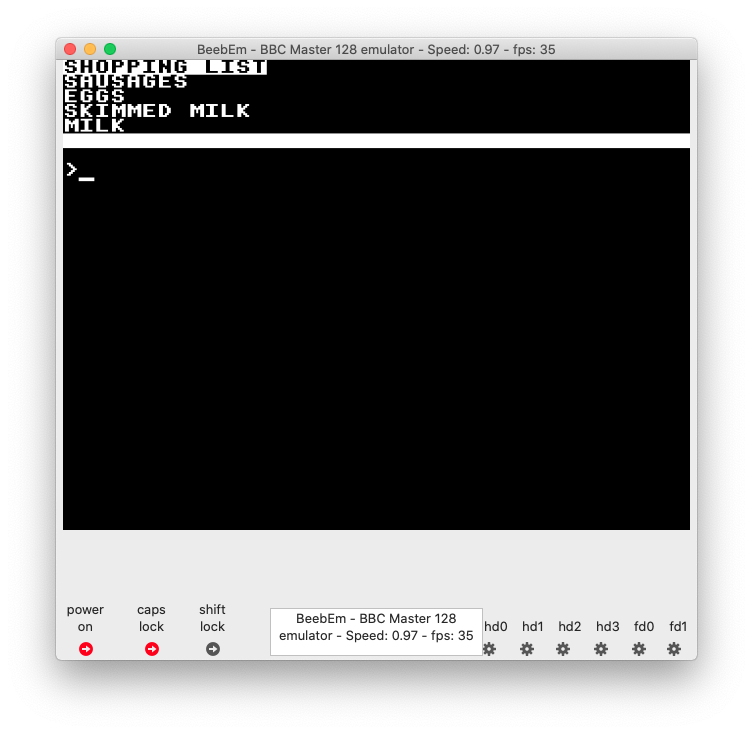 BeebEm - BBC Master 128 emulator - Speed: 0.97 - fps: 35
SHOPPING LIST
SAUSAGES
EGGS
SKIMMED MILK
MILK
>_
power on
caps lock
shift lock
BeebEm - BBC Master 128
emulator - Speed: 0.97 - fps: 35
hd0 hd1 hd2 hd3 fd0 fd1